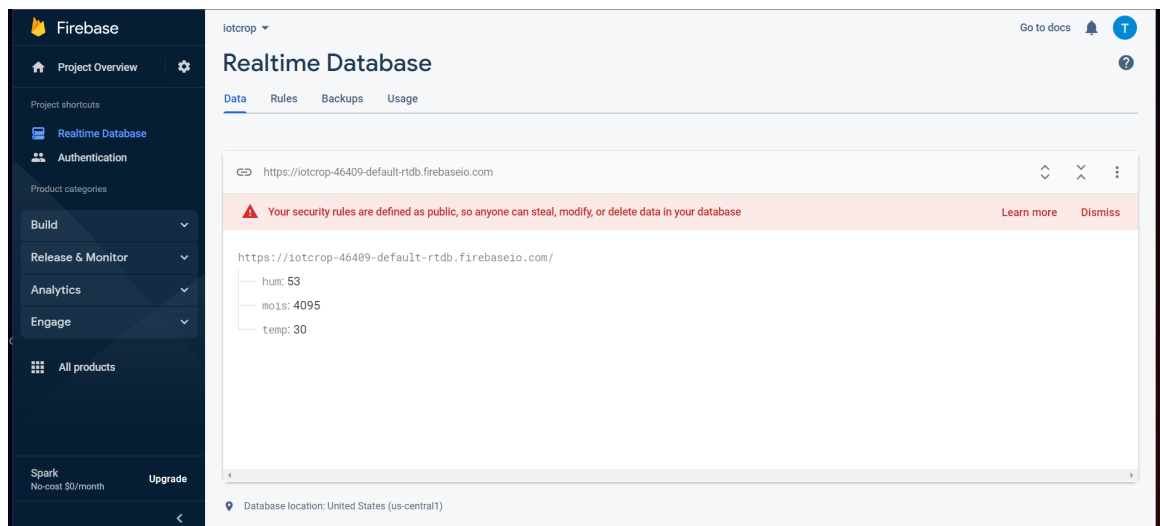 Firebase
Project Overview
Project shortcuts
Realtime Database
Authentication
Product categories
Build
Release & Monitor
Analytics
Engage
All products
Spark
No-cost $0/month
Upgrade
iotcrop
Go to docs
T
Realtime Database
Data Rules Backups Usage
https://iotcrop-46409-default-rtdb.firebaseio.com
Your security rules are defined as public, so anyone can steal, modify, or delete data in your database
Learn more Dismiss
https://iotcrop-46409-default-rtdb.firebaseio.com/
hum: 53
mois: 4095
temp: 30
Database location: United States (us-central1)